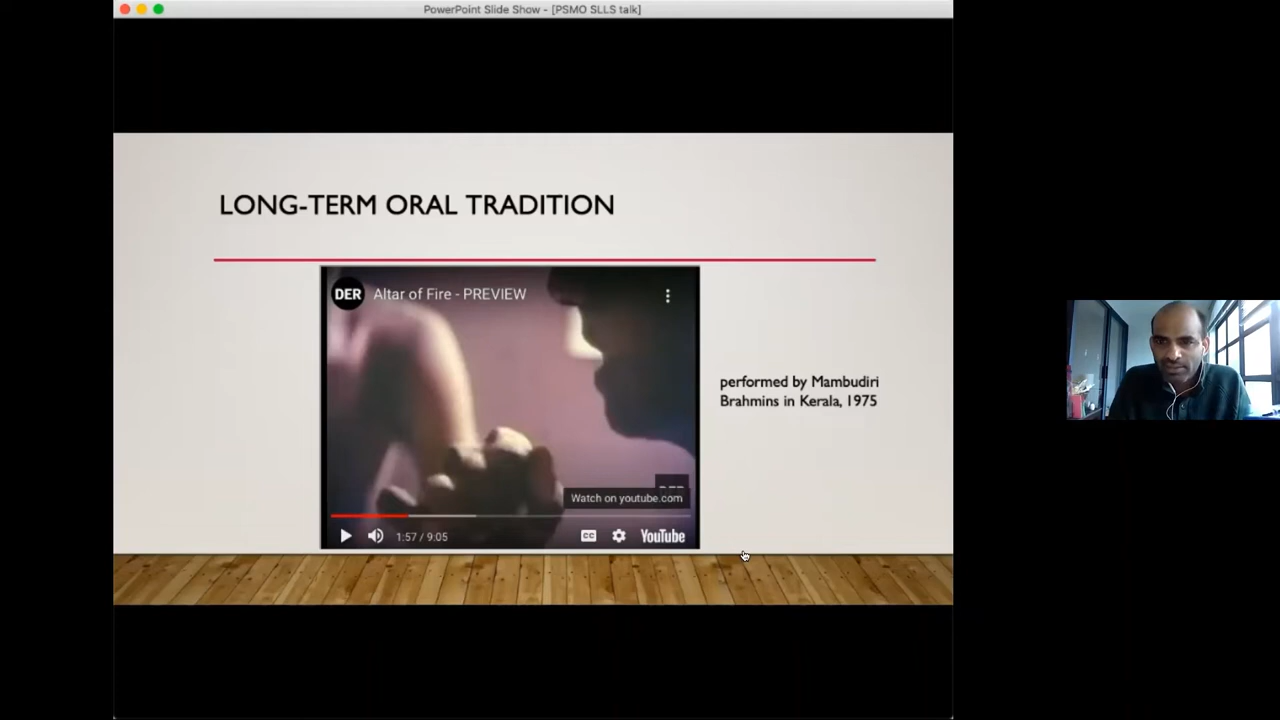 PowerPoint Slide Show - [PSMO SLLS talk]
LONG-TERM ORAL TRADITION
DER Altar of Fire - PREVIEW
performed by Mambudiri
Brahmins in Kerala, 1975
Watch on youtube.com
1:57 / 9:05 CC YouTube